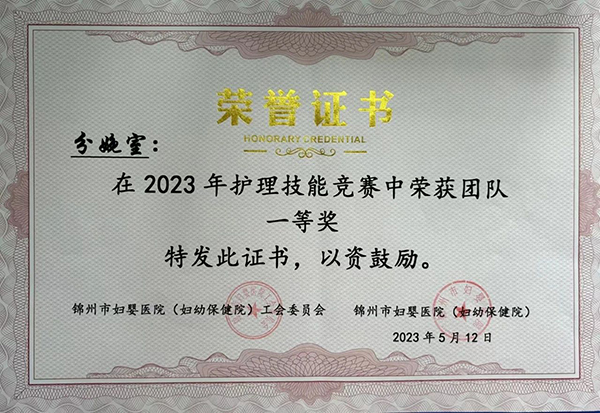 荣誉证书
HONORARY CREDENTIAL
分娩室：
在2023年护理技能竞赛中荣获团队
一等奖
特发此证书，以资鼓励。
锦州市妇婴医院（妇幼保健院）工会委员会
锦州市妇婴医院（妇幼保健院）
2023年5月12日